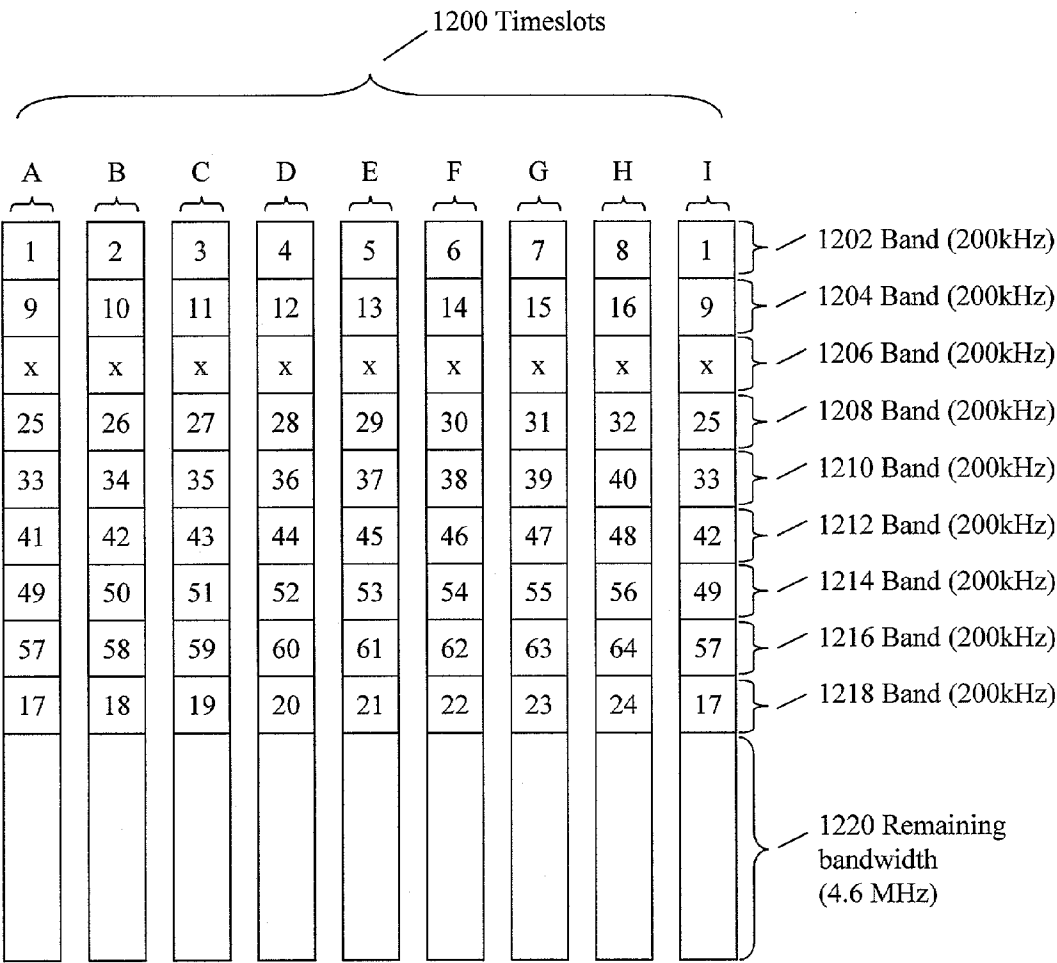 1200 Timeslots
A B C D E F G H I
1 2 3 4 5 6 7 8 1 1202 Band (200kHz)
9 10 11 12 13 14 15 16 9 1204 Band (200kHz)
x x x x x x x x x 1206 Band (200kHz)
25 26 27 28 29 30 31 32 25 1208 Band (200kHz)
33 34 35 36 37 38 39 40 33 1210 Band (200kHz)
41 42 43 44 45 46 47 48 42 1212 Band (200kHz)
49 50 51 52 53 54 55 56 49 1214 Band (200kHz)
57 58 59 60 61 62 63 64 57 1216 Band (200kHz)
17 18 19 20 21 22 23 24 17 1218 Band (200kHz)
1220 Remaining
bandwidth
(4.6 MHz)